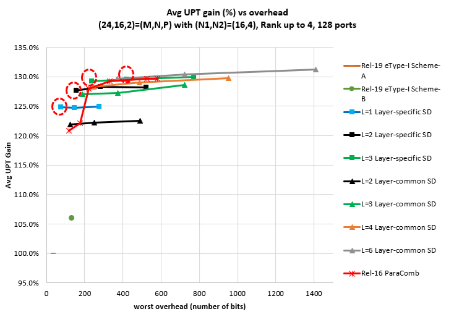 Avg UPT gain (%) vs overhead
(24,16,2)=(M,N,P) with (N1,N2)=(16,4), Rank up to 4, 128 ports
135.0%
130.0%
125.0%
120.0%
115.0%
110.0%
105.0%
100.0%
95.0%
Avg UPT Gain
0
200
400
600
800
1000
1200
1400
worst overhead (number of bits)
Rel-19 eType-I Scheme-
A
Rel-19 eType-I Scheme-
B
L=1 Layer-specific SD
L=2 Layer-specific SD
L=3 Layer-specific SD
L=2 Layer-common SD
L=3 Layer-common SD
L=4 Layer-common SD
L=6 Layer-common SD
Rel-16 ParaComb